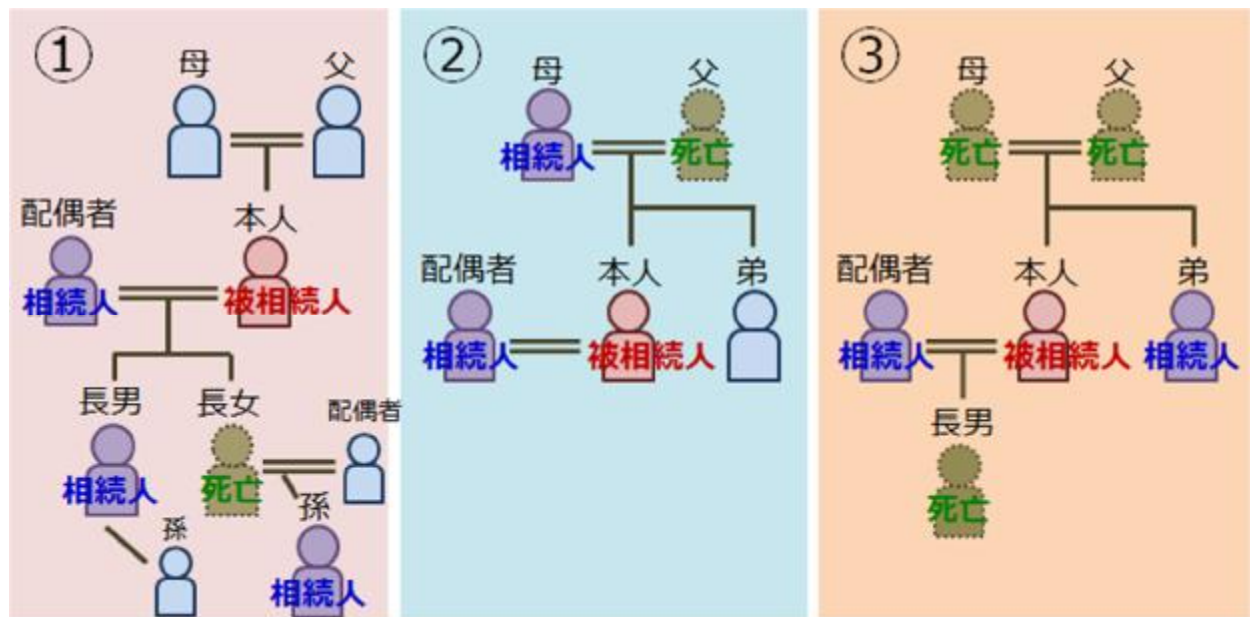 ①
母 父
配偶者 本人
相続人 被相続人
長男 長女 配偶者
相続人 死亡
孫 孫
相続人
②
母 父
相続人 死亡
配偶者 本人 弟
相続人 被相続人
③
母 父
死亡 死亡
配偶者 本人 弟
相続人 被相続人 相続人
長男
死亡